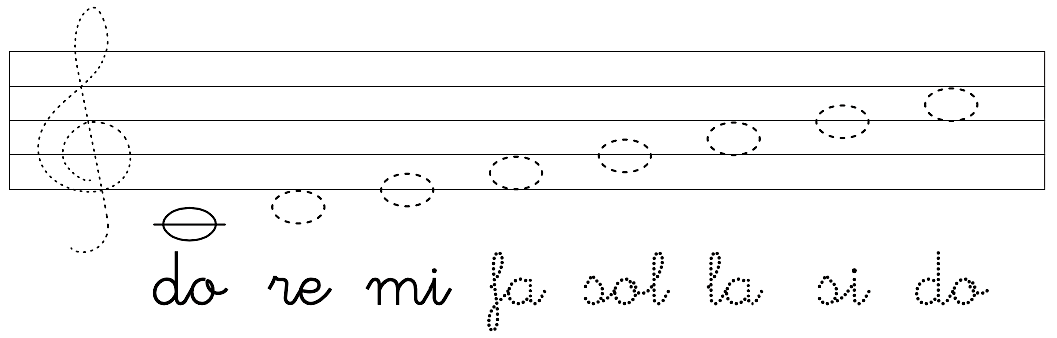 do re mi fa sol la si do